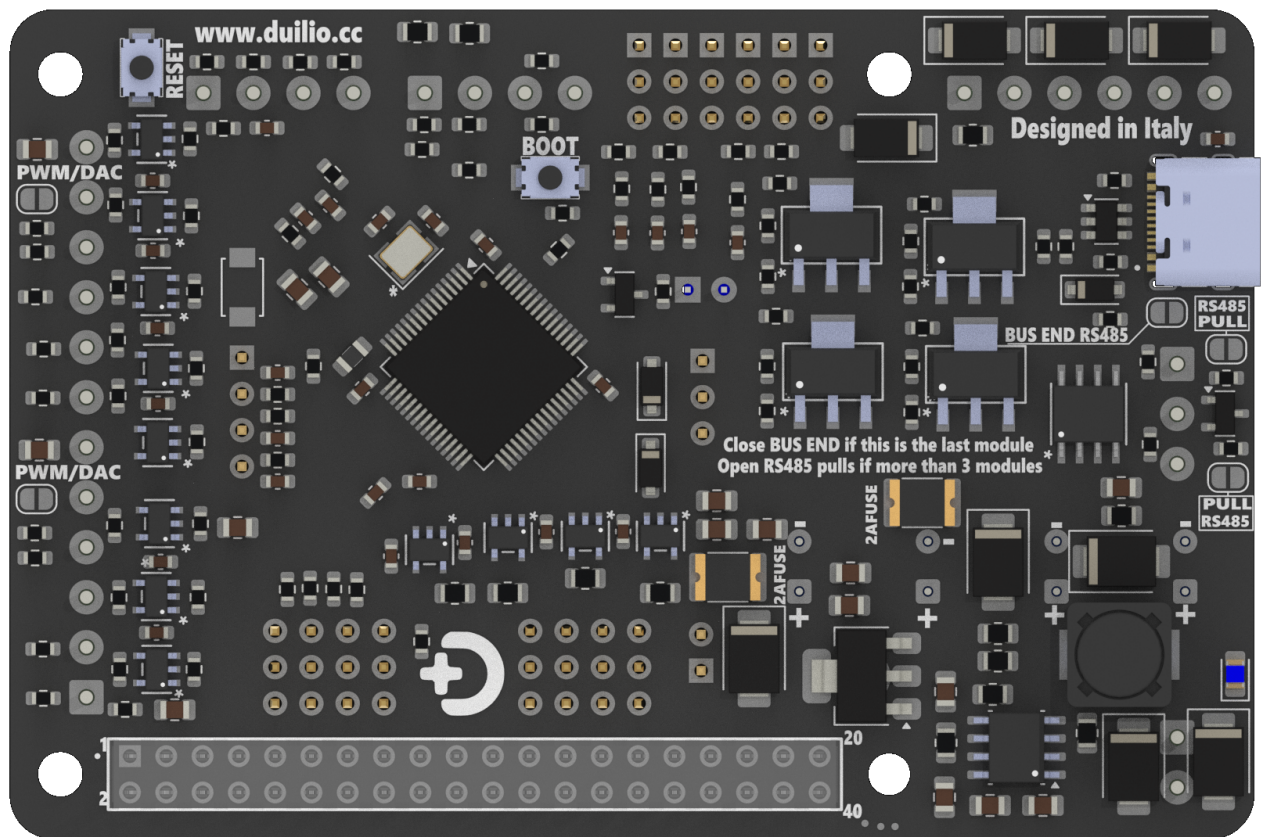 www.duilio.cc
RESET
BOOT
Designed in Italy
PWM/DAC
RS485
PULL
BUS END RS485
Close BUS END if this is the last module
Open RS485 pulls if more than 3 modules
PWM/DAC
2AFUSE
PULL
RS485
2AFUSE
- - - -
+ + + +
1
20
2
40